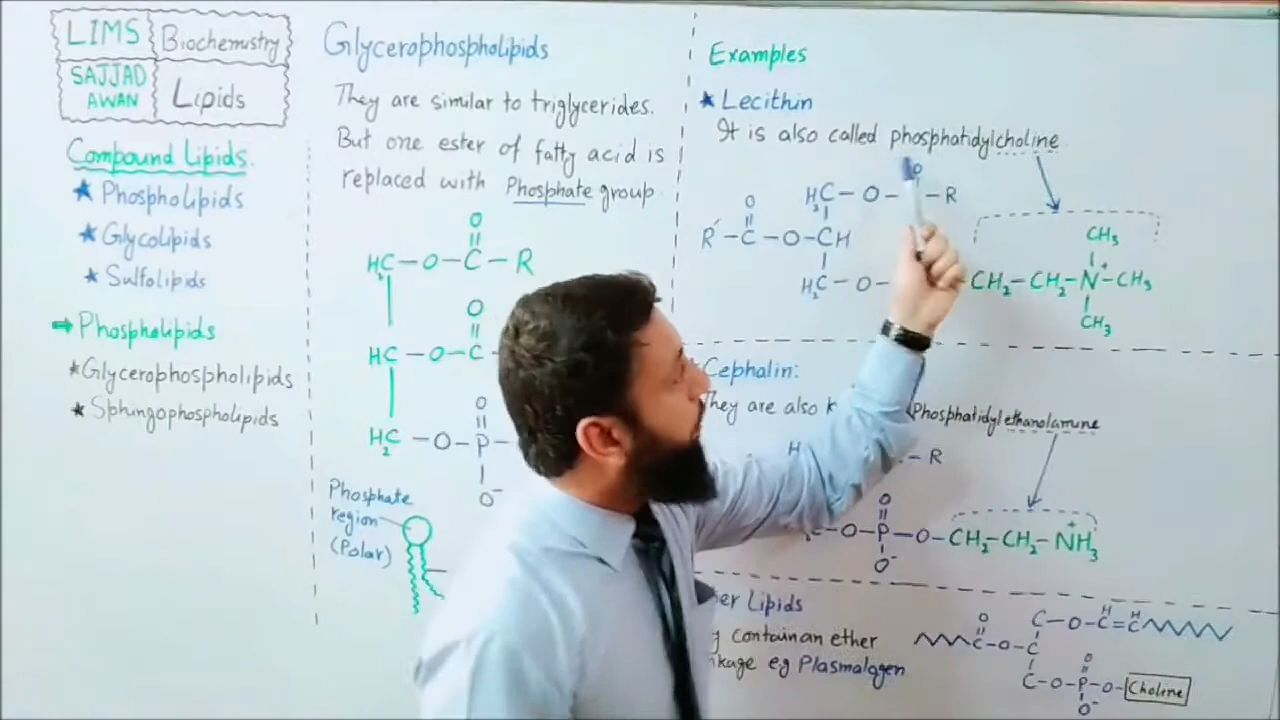 LIMS Biochemistry
SAJJAD AWAN Lipids
Compound Lipids.
Phospholipids
Glycolipids
Sulfolipids
Phospholipids
Glycerophospholipids
Sphingophospholipids
Glycerophospholipids
They are similar to triglycerides.
But one ester of fatty acid is
replaced with Phosphate group
O
H₂C-O-C-R
O
HC-O-C
O
H₂C-O-P-
O⁻
Phosphate
region
(Polar)
Examples
Lecithin
It is also called phosphatidylcholine
O
H₂C-O- -R
O
R´-C-O-CH
H₂C-O-
CH₃
CH₂-CH₂-N⁺-CH₃
CH₃
Cephalin:
They are also
Phosphatidylethanolamine
H
-R
O
-O-P-O-CH₂-CH₂-NH₃⁺
O⁻
Lipids
contain an ether
eg Plasmalogen
H H
C-O-C=C
O
C-O-C
O
C-O-P-O-Choline
O⁻